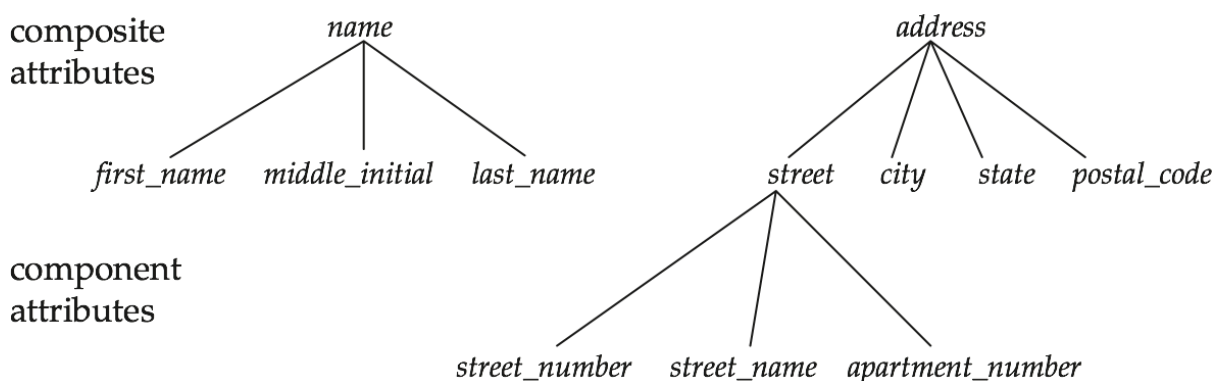 composite
attributes
name
address
first_name middle_initial last_name
street city state postal_code
component
attributes
street_number street_name apartment_number